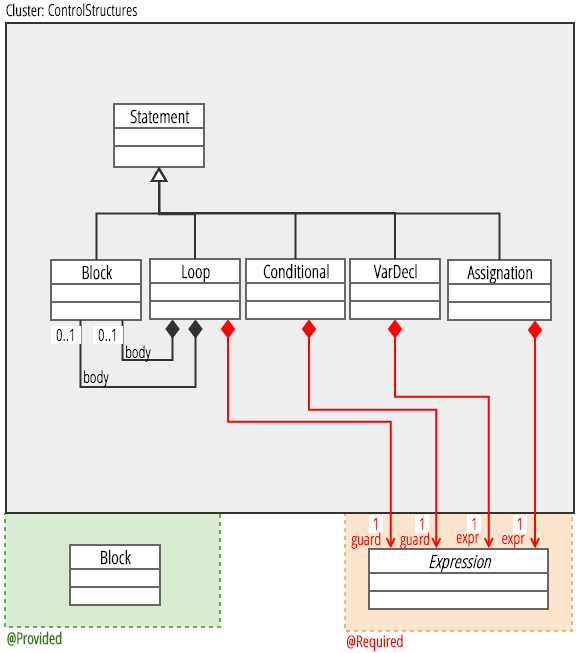 Cluster: ControlStructures
Statement
Block
Loop
Conditional
VarDecl
Assignation
0..1
0..1
body
body
1
1
1
1
guard
guard
expr
expr
Block
Expression
@Provided
@Required